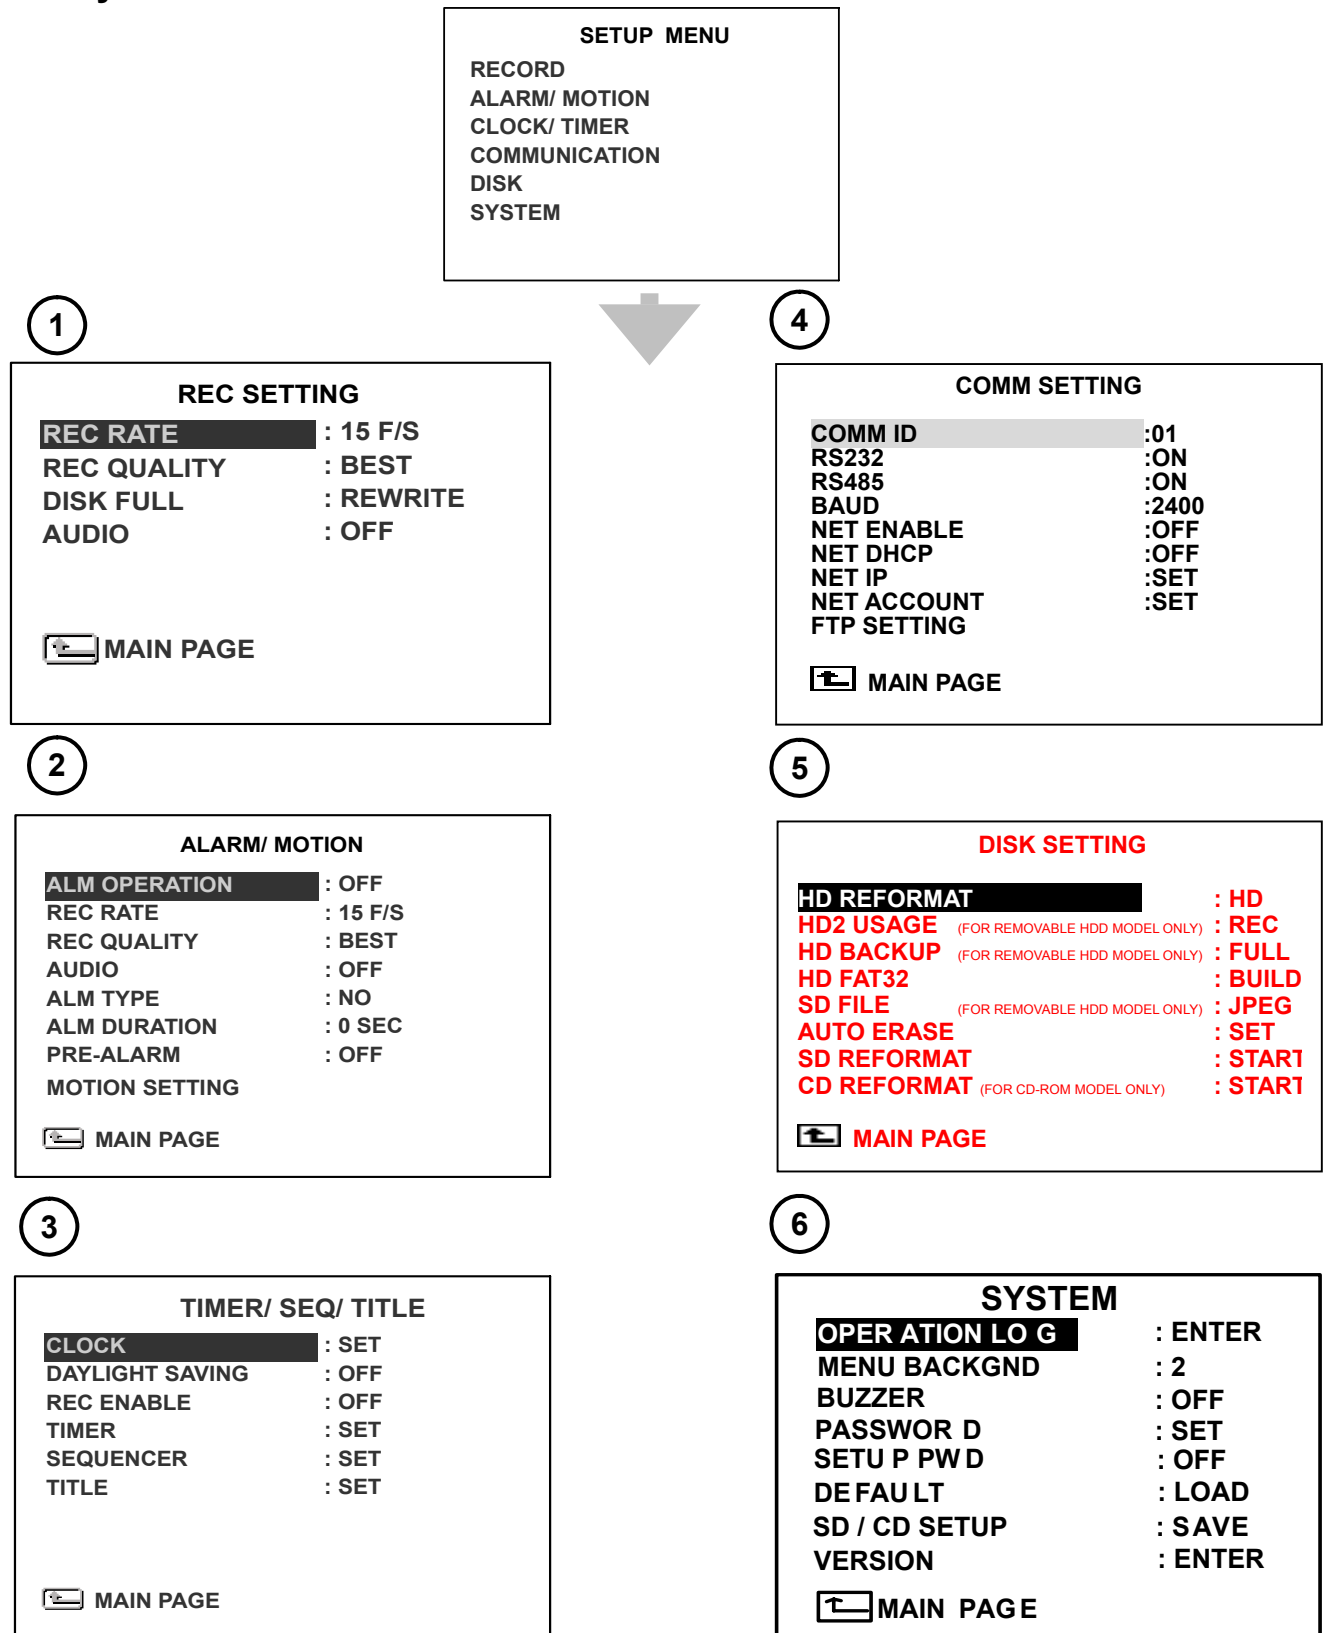 SETUP MENU
RECORD
ALARM/ MOTION
CLOCK/ TIMER
COMMUNICATION
DISK
SYSTEM
1
REC SETTING
REC RATE : 15 F/S
REC QUALITY : BEST
DISK FULL : REWRITE
AUDIO : OFF
MAIN PAGE
2
ALARM/ MOTION
ALM OPERATION : OFF
REC RATE : 15 F/S
REC QUALITY : BEST
AUDIO : OFF
ALM TYPE : NO
ALM DURATION : 0 SEC
PRE-ALARM : OFF
MOTION SETTING
MAIN PAGE
3
TIMER/ SEQ/ TITLE
CLOCK : SET
DAYLIGHT SAVING : OFF
REC ENABLE : OFF
TIMER : SET
SEQUENCER : SET
TITLE : SET
MAIN PAGE
4
COMM SETTING
COMM ID :01
RS232 :ON
RS485 :ON
BAUD :2400
NET ENABLE :OFF
NET DHCP :OFF
NET IP :SET
NET ACCOUNT :SET
FTP SETTING
MAIN PAGE
5
DISK SETTING
HD REFORMAT : HD
HD2 USAGE (FOR REMOVABLE HDD MODEL ONLY) : REC
HD BACKUP (FOR REMOVABLE HDD MODEL ONLY) : FULL
HD FAT32 : BUILD
SD FILE (FOR REMOVABLE HDD MODEL ONLY) : JPEG
AUTO ERASE : SET
SD REFORMAT : START
CD REFORMAT (FOR CD-ROM MODEL ONLY) : START
MAIN PAGE
6
SYSTEM
OPER ATION LO G : ENTER
MENU BACKGND : 2
BUZZER : OFF
PASSWOR D : SET
SETU P PW D : OFF
DE FAU LT : LOAD
SD / CD SETUP : SAVE
VERSION : ENTER
MAIN PAGE